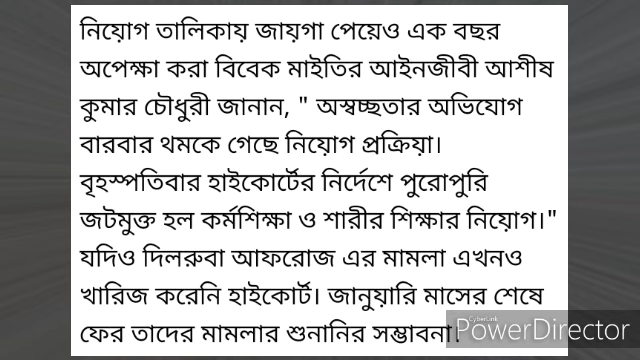 নিয়োগ তালিকায় জায়গা পেয়েও এক বছর
অপেক্ষা করা বিবেক মাইতির আইনজীবী আশীষ
কুমার চৌধুরী জানান, " অস্বচ্ছতার অভিযোগ
বারবার থমকে গেছে নিয়োগ প্রক্রিয়া।
বৃহস্পতিবার হাইকোর্টের নির্দেশে পুরোপুরি
জটমুক্ত হল কর্মশিক্ষা ও শারীর শিক্ষার নিয়োগ।"
যদিও দিলরুবা আফরোজ এর মামলা এখনও
খারিজ করেনি হাইকোর্ট। জানুয়ারি মাসের শেষে
ফের তাদের মামলার শুনানির সম্ভাবনা।
CyberLink
PowerDirector